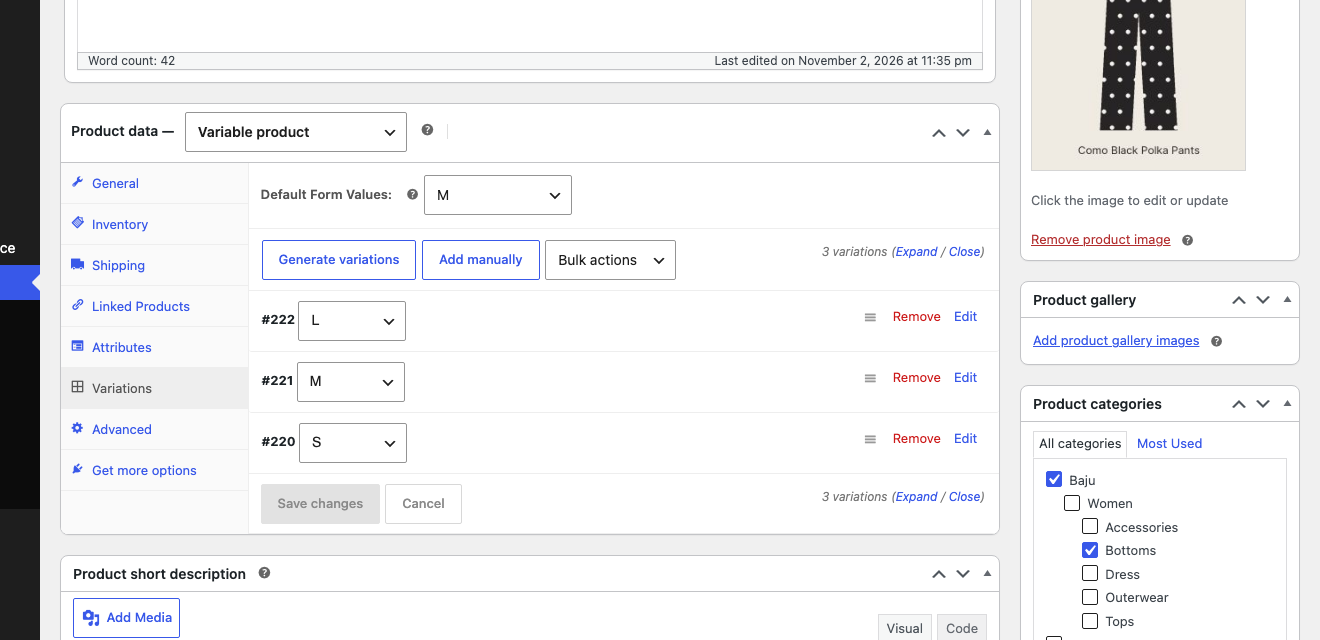 Word count: 42
Last edited on November 2, 2026 at 11:35 pm
Product data —
Variable product
General
Inventory
Shipping
Linked Products
Attributes
Variations
Advanced
Get more options
Default Form Values:
M
Generate variations
Add manually
Bulk actions
3 variations (Expand / Close)
#222
L
Remove
Edit
#221
M
Remove
Edit
#220
S
Remove
Edit
Save changes
Cancel
3 variations (Expand / Close)
Product short description
Add Media
Visual
Code
ce
Como Black Polka Pants
Click the image to edit or update
Remove product image
Product gallery
Add product gallery images
Product categories
All categories
Most Used
Baju
Women
Accessories
Bottoms
Dress
Outerwear
Tops